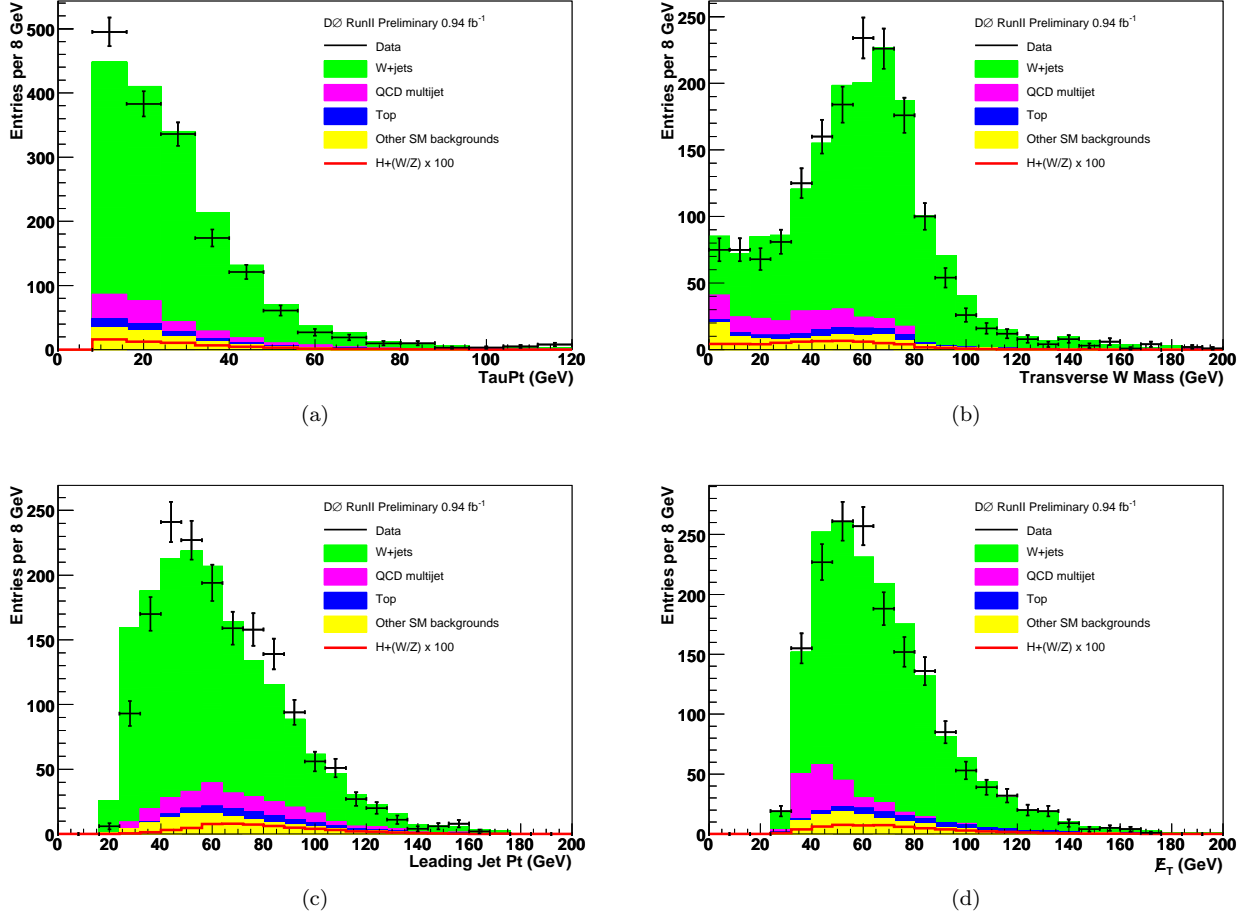 Entries per 8 GeV
DØ RunII Preliminary 0.94 fb⁻¹
Data
W+jets
QCD multijet
Top
Other SM backgrounds
H+(W/Z) x 100
500
400
300
200
100
0
0 20 40 60 80 100 120
TauPt (GeV)
(a)
Entries per 8 GeV
DØ RunII Preliminary 0.94 fb⁻¹
Data
W+jets
QCD multijet
Top
Other SM backgrounds
H+(W/Z) x 100
250
200
150
100
50
0
0 20 40 60 80 100 120 140 160 180 200
Transverse W Mass (GeV)
(b)
Entries per 8 GeV
DØ RunII Preliminary 0.94 fb⁻¹
Data
W+jets
QCD multijet
Top
Other SM backgrounds
H+(W/Z) x 100
250
200
150
100
50
0
0 20 40 60 80 100 120 140 160 180 200
Leading Jet Pt (GeV)
(c)
Entries per 8 GeV
DØ RunII Preliminary 0.94 fb⁻¹
Data
W+jets
QCD multijet
Top
Other SM backgrounds
H+(W/Z) x 100
250
200
150
100
50
0
0 20 40 60 80 100 120 140 160 180 200
E̸_T (GeV)
(d)